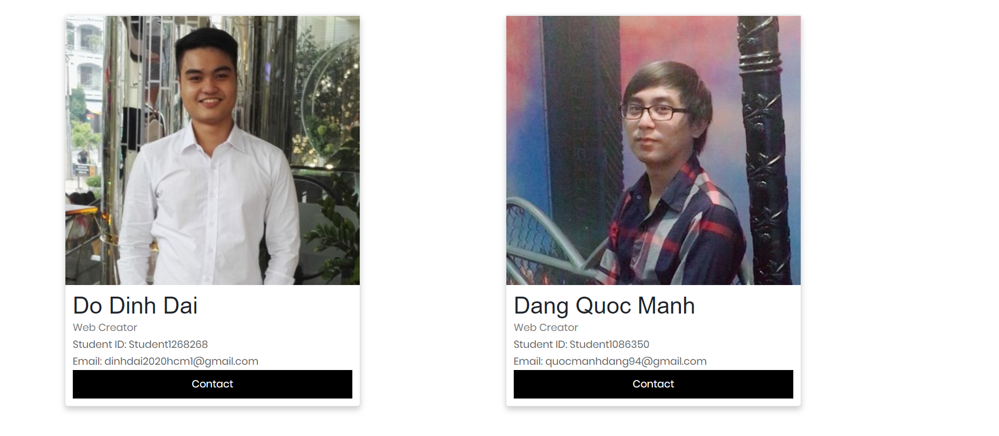 Do Dinh Dai
Web Creator
Student ID: Student1268268
Email: dinhdai2020hcm1@gmail.com
Contact
Dang Quoc Manh
Web Creator
Student ID: Student1086350
Email: quocmanhdang94@gmail.com
Contact